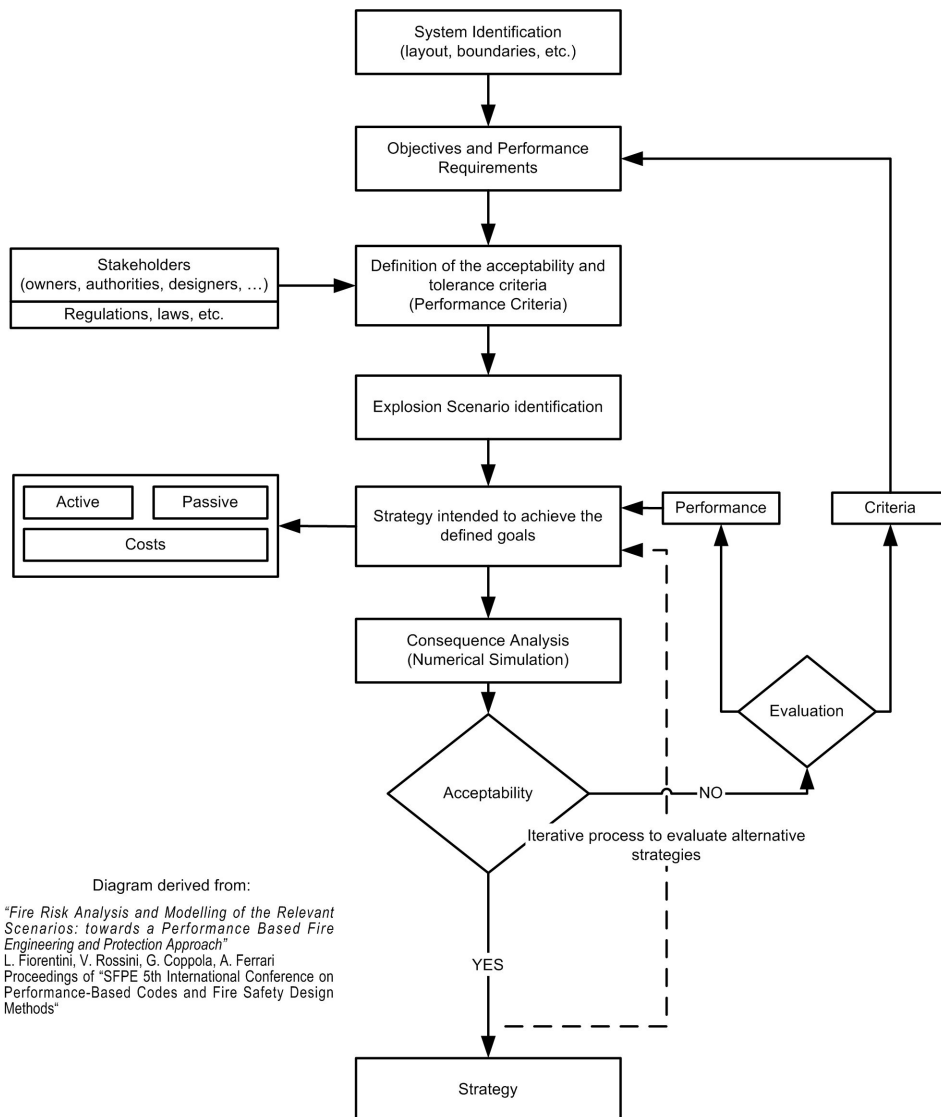 System Identification
(layout, boundaries, etc.)
Objectives and Performance
Requirements
Stakeholders
(owners, authorities, designers, …)
Regulations, laws, etc.
Definition of the acceptability and
tolerance criteria
(Performance Criteria)
Explosion Scenario identification
Active
Passive
Costs
Strategy intended to achieve the
defined goals
Performance
Criteria
Consequence Analysis
(Numerical Simulation)
Evaluation
Acceptability
NO
Iterative process to evaluate alternative
strategies
Diagram derived from:
“Fire Risk Analysis and Modelling of the Relevant
Scenarios: towards a Performance Based Fire
Engineering and Protection Approach”
L. Fiorentini, V. Rossini, G. Coppola, A. Ferrari
Proceedings of “SFPE 5th International Conference on
Performance-Based Codes and Fire Safety Design
Methods“
YES
Strategy